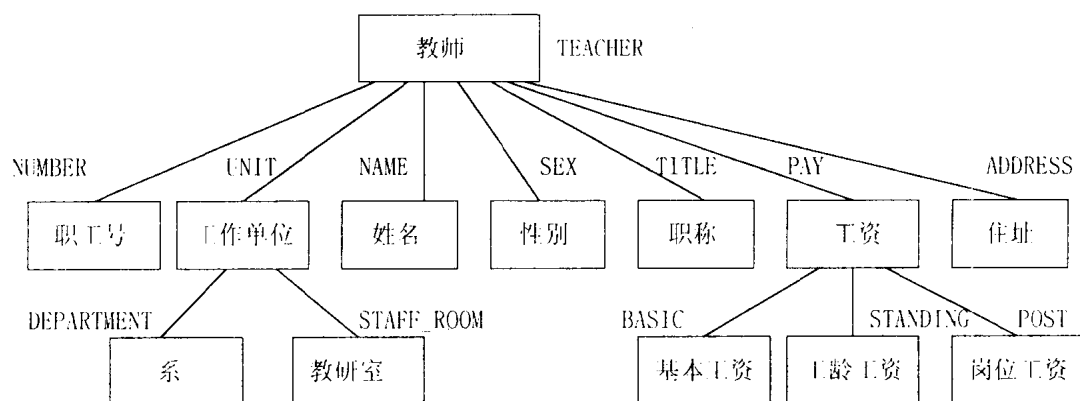 教师 TEACHER
NUMBER UNIT NAME SEX TITLE PAY ADDRESS
职工号 工作单位 姓名 性别 职称 工资 住址
DEPARTMENT STAFF_ROOM BASIC STANDING POST
系 教研室 基本工资 工龄工资 岗位工资